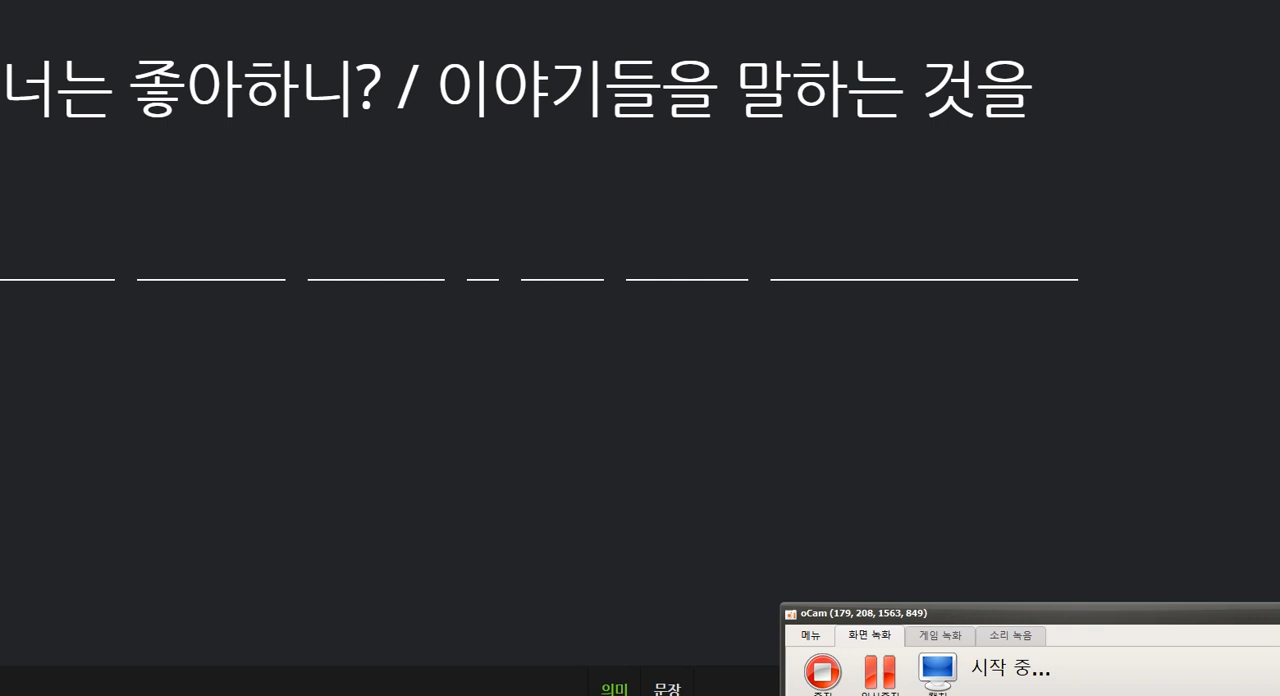 너는 좋아하니? / 이야기들을 말하는 것을
oCam (179, 208, 1563, 849)
메뉴 화면 녹화 게임 녹화 소리 녹음
시작 중...
의미 문장